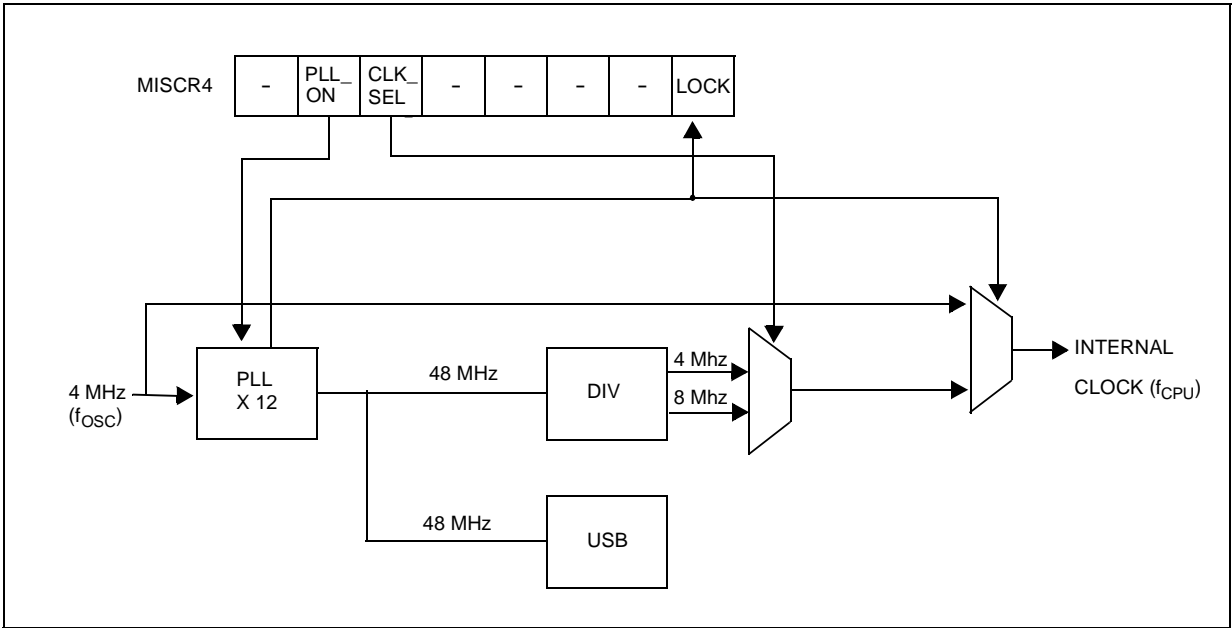 MISCR4
-
PLL_
ON
CLK_
SEL
-
-
-
-
LOCK
4 MHz
(fOSC)
PLL
X 12
48 MHz
DIV
4 Mhz
8 Mhz
INTERNAL
CLOCK (fCPU)
48 MHz
USB